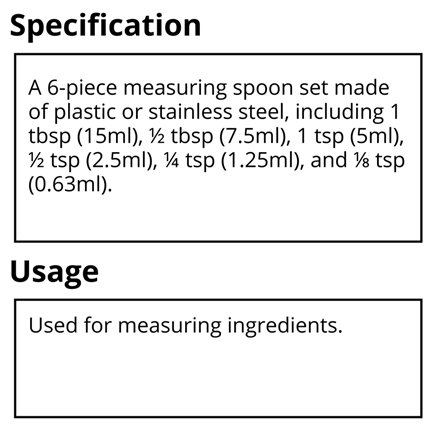 Specification
A 6-piece measuring spoon set made
of plastic or stainless steel, including 1
tbsp (15ml), ½ tbsp (7.5ml), 1 tsp (5ml),
½ tsp (2.5ml), ¼ tsp (1.25ml), and ⅛ tsp
(0.63ml).
Usage
Used for measuring ingredients.